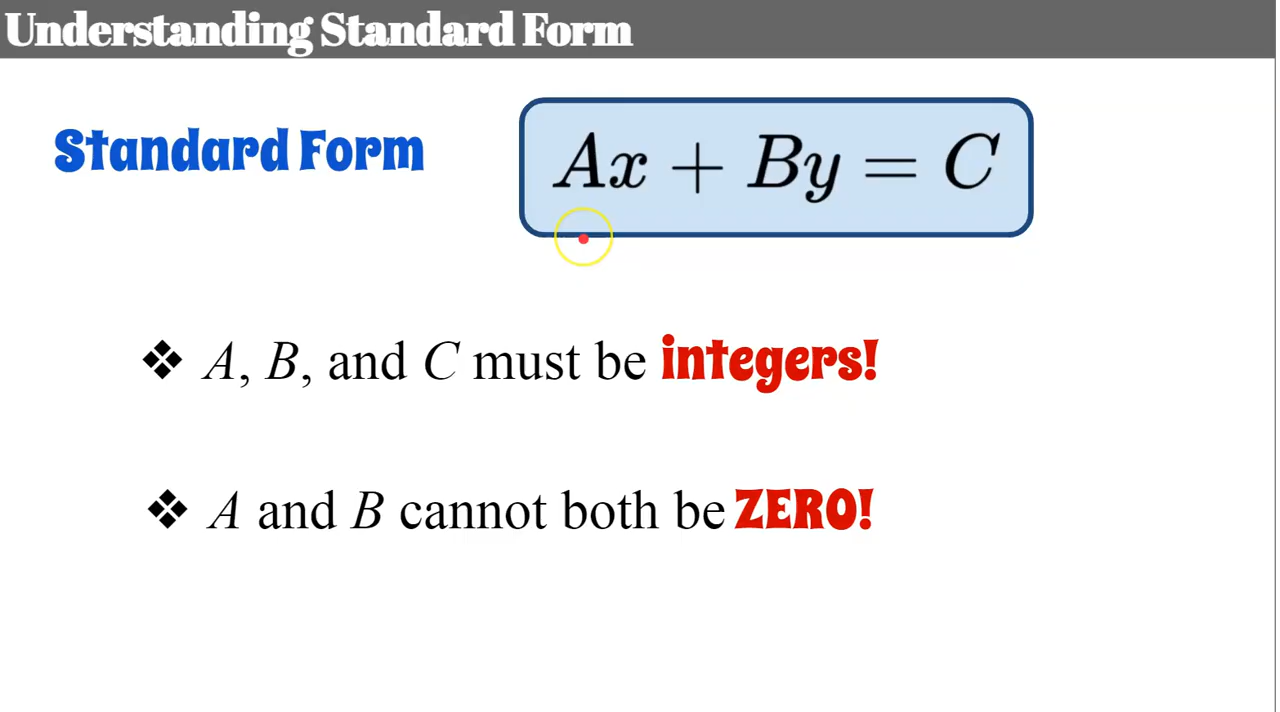 Understanding Standard Form
Standard Form
Ax + By = C
❖ A, B, and C must be integers!
❖ A and B cannot both be ZERO!